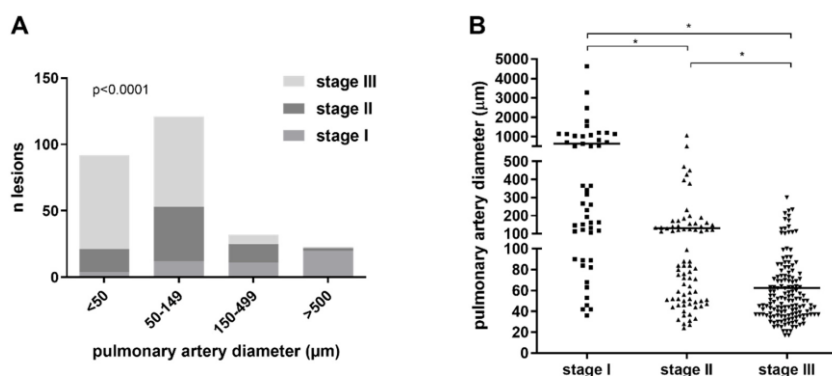 A
150
100
50
0
n lesions
p<0.0001
stage III
stage II
stage I
<50
50-149
150-499
>500
pulmonary artery diameter (µm)
B
*
*
*
5000
4000
3000
2000
1000
500
400
300
200
100
100
80
60
40
20
0
pulmonary artery diameter (µm)
stage I
stage II
stage III